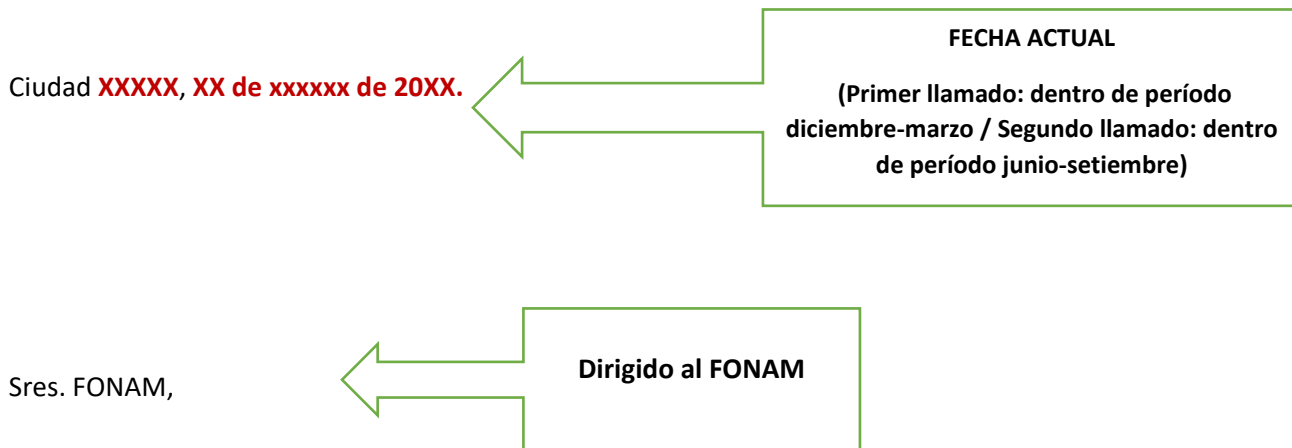 FECHA ACTUAL
Ciudad XXXXX, XX de xxxxxx de 20XX.
(Primer llamado: dentro de período
diciembre-marzo / Segundo llamado: dentro
de período junio-setiembre)
Dirigido al FONAM
Sres. FONAM,